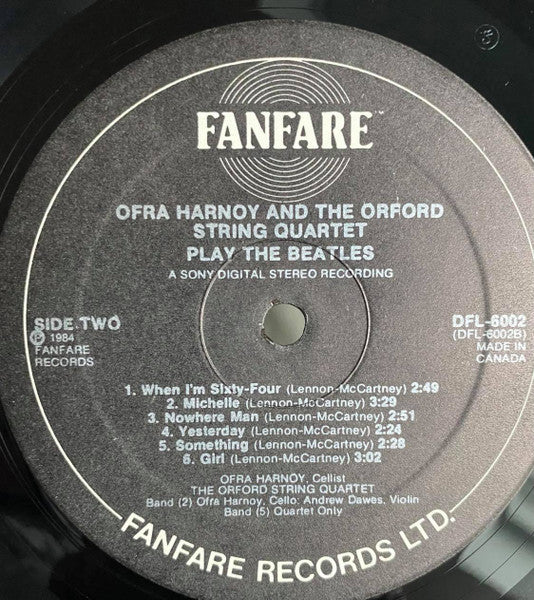 FANFARE™
OFRA HARNOY AND THE ORFORD
STRING QUARTET
PLAY THE BEATLES
A SONY DIGITAL STEREO RECORDING
SIDE TWO
℗ 1984
FANFARE
RECORDS
DFL-6002
(DFL-6002B)
MADE IN
CANADA
1. When I'm Sixty-Four (Lennon-McCartney) 2:49
2. Michelle (Lennon-McCartney) 3:29
3. Nowhere Man (Lennon-McCartney) 2:51
4. Yesterday (Lennon-McCartney) 2:24
5. Something (Lennon-McCartney) 2:28
6. Girl (Lennon-McCartney) 3:02
OFRA HARNOY, Cellist
THE ORFORD STRING QUARTET
Band (2) Ofra Harnoy, Cello: Andrew Dawes, Violin
Band (5) Quartet Only
FANFARE RECORDS LTD.